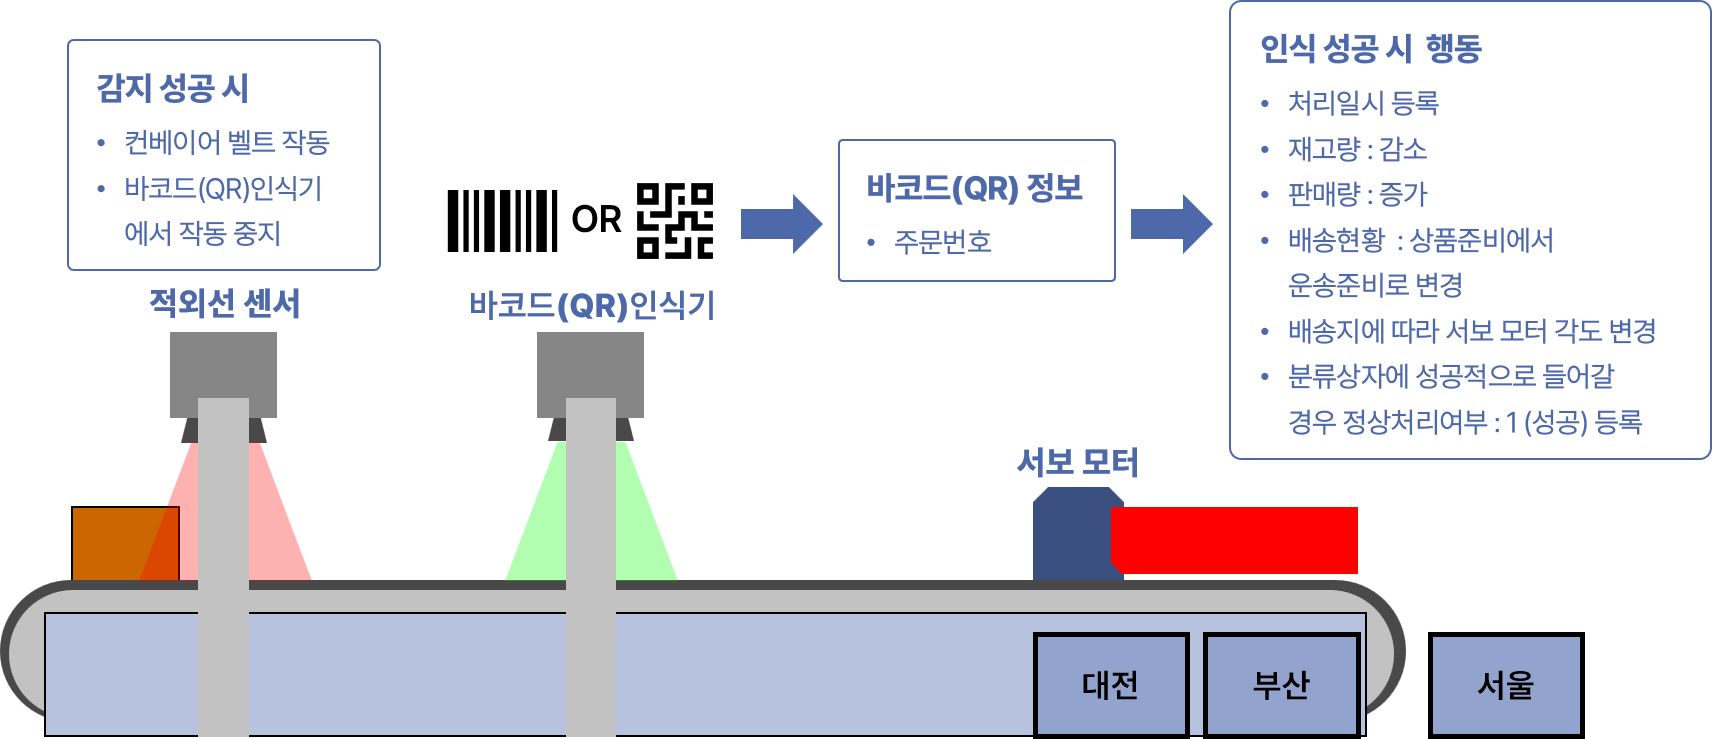 감지 성공 시
• 컨베이어 벨트 작동
• 바코드(QR)인식기
에서 작동 중지
적외선 센서
OR
바코드(QR)인식기
바코드(QR) 정보
• 주문번호
인식 성공 시 행동
• 처리일시 등록
• 재고량 : 감소
• 판매량 : 증가
• 배송현황 : 상품준비에서
운송준비로 변경
• 배송지에 따라 서보 모터 각도 변경
• 분류상자에 성공적으로 들어갈
경우 정상처리여부 : 1 (성공) 등록
서보 모터
대전
부산
서울